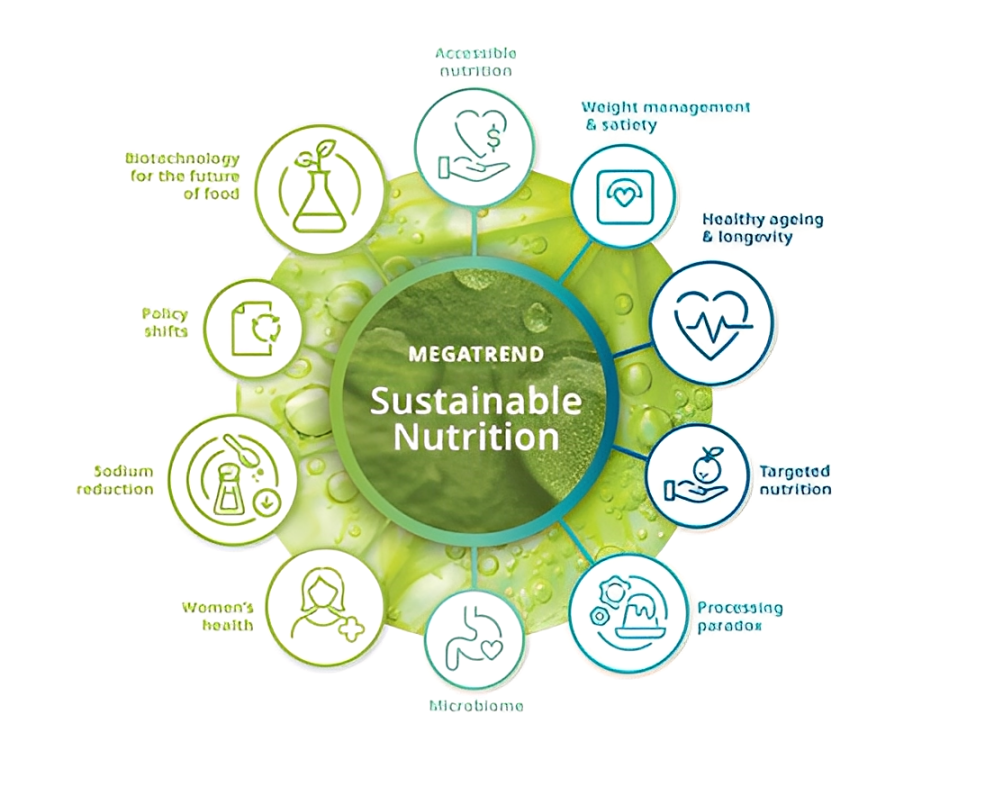 Accessible
nutrition
Weight management
& satiety
Healthy ageing
& longevity
Targeted
nutrition
Processing
paradox
Microbiome
Women's
health
Sodium
reduction
Policy
shifts
Biotechnology
for the future
of food
MEGATREND
Sustainable
Nutrition
$